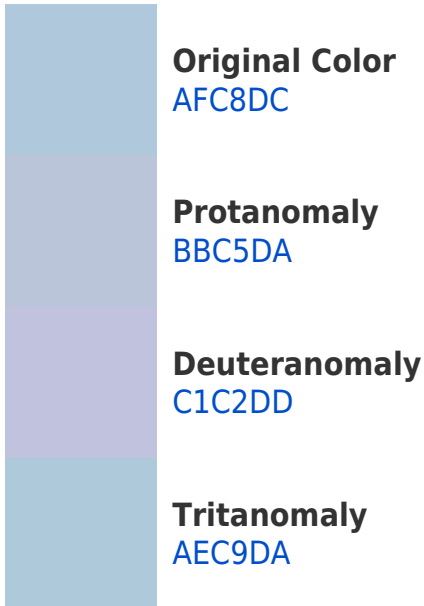 Original Color
AFC8DC
Protanomaly
BBC5DA
Deuteranomaly
C1C2DD
Tritanomaly
AEC9DA